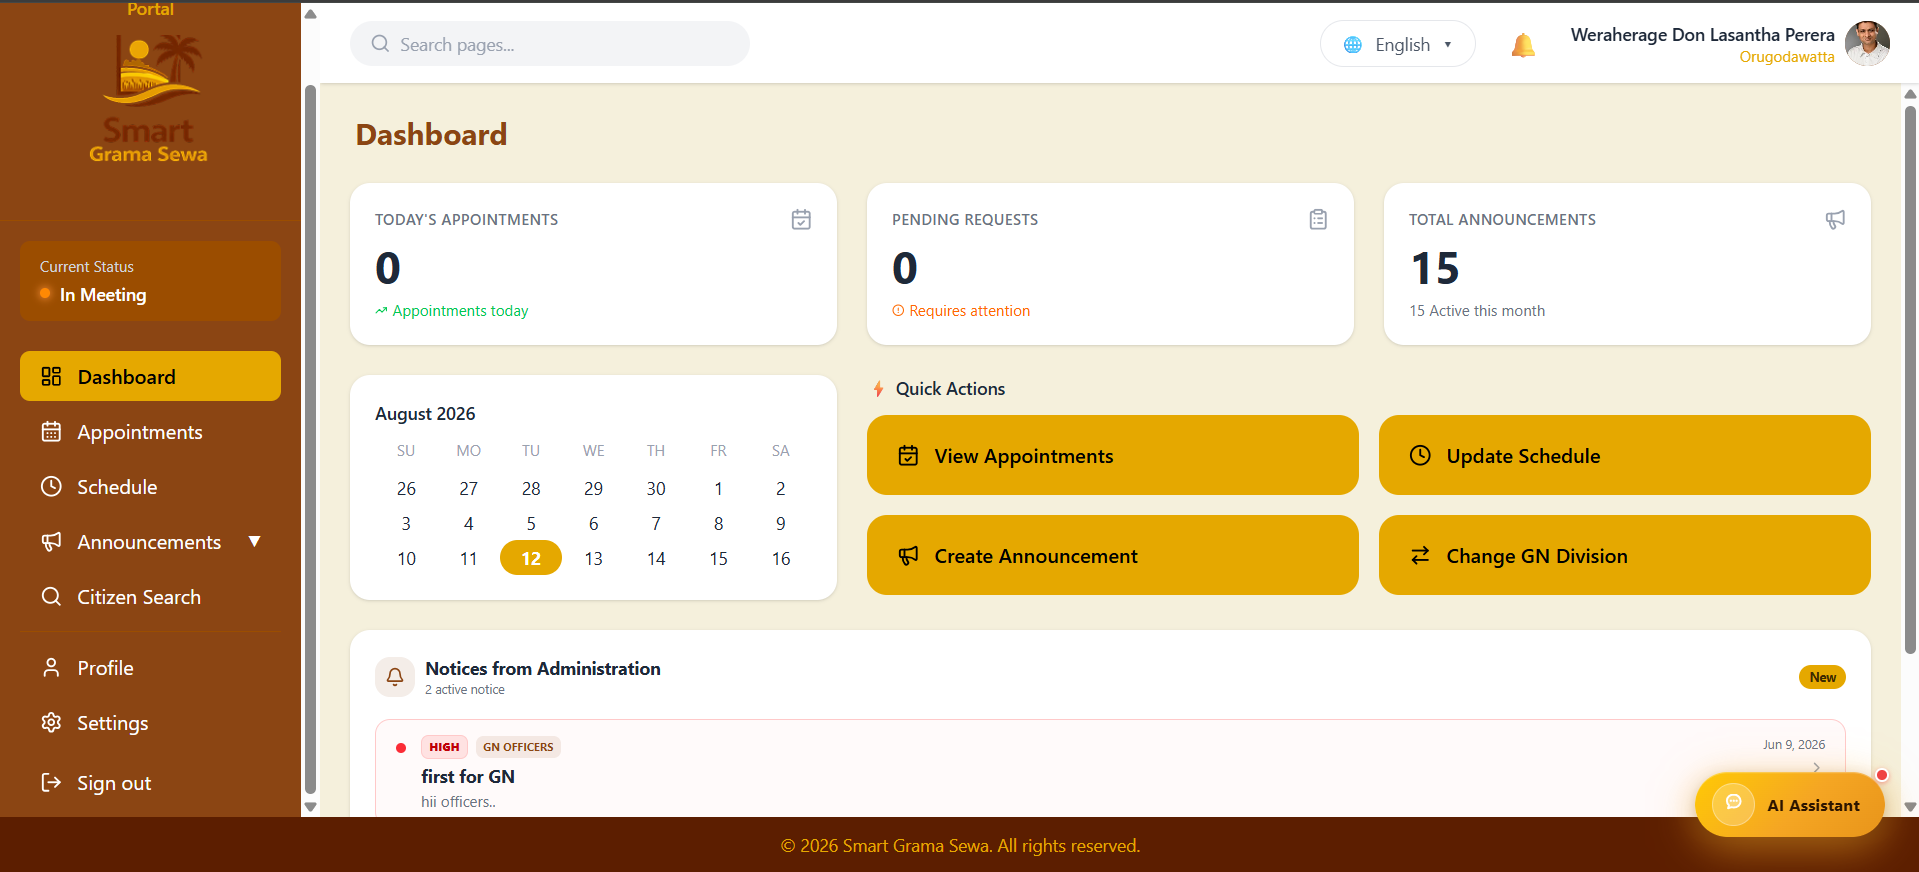 Portal
Smart
Grama Sewa
Current Status
In Meeting
Dashboard
Appointments
Schedule
Announcements ▼
Citizen Search
Profile
Settings
Sign out
Search pages...
English ▼
Weraherage Don Lasantha Perera
Orugodawatta
Dashboard
TODAY'S APPOINTMENTS
0
Appointments today
PENDING REQUESTS
0
Requires attention
TOTAL ANNOUNCEMENTS
15
15 Active this month
August 2026
SU MO TU WE TH FR SA
26 27 28 29 30 1 2
3 4 5 6 7 8 9
10 11 12 13 14 15 16
Quick Actions
View Appointments
Update Schedule
Create Announcement
Change GN Division
Notices from Administration
2 active notice
New
HIGH GN OFFICERS
Jun 9, 2026
first for GN
hii officers..
AI Assistant
© 2026 Smart Grama Sewa. All rights reserved.